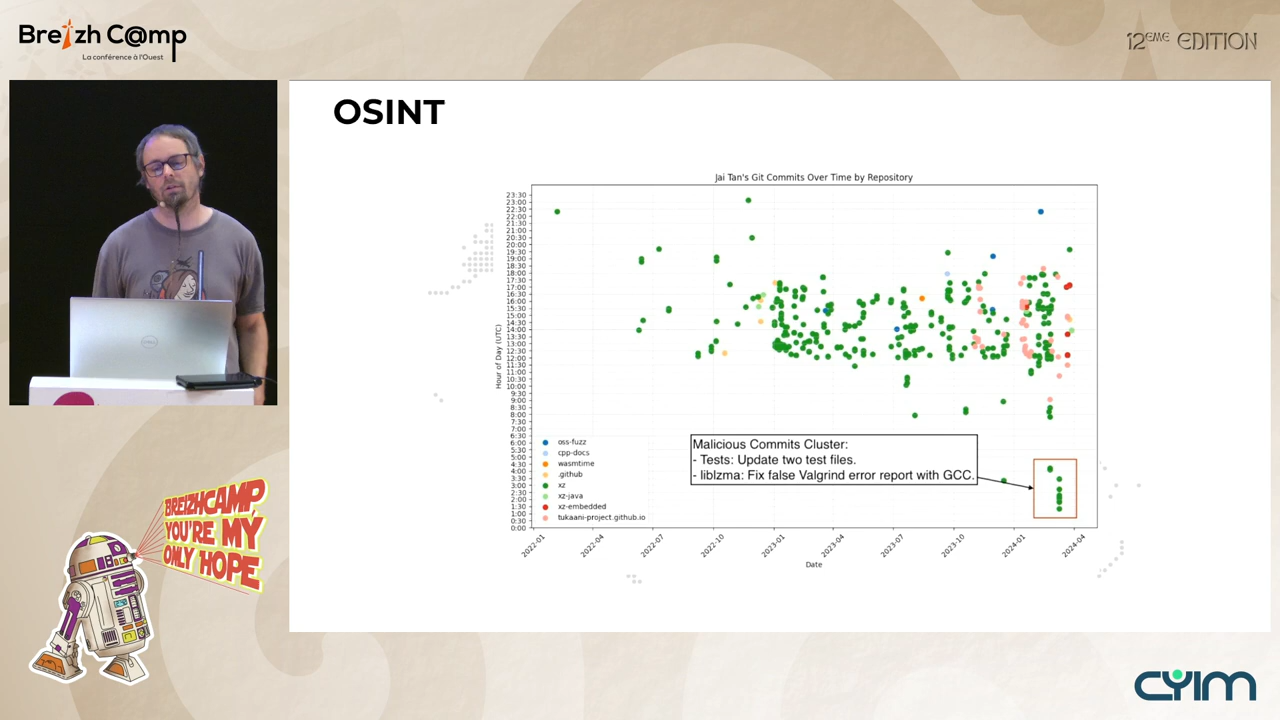 Breizh C@mp
La conférence à l'Ouest
12ÈME EDITION
OSINT
Jai Tan's Git Commits Over Time by Repository
23:30
23:00
22:30
22:00
21:30
21:00
20:30
20:00
19:30
19:00
18:30
18:00
17:30
17:00
16:30
16:00
15:30
15:00
14:30
14:00
13:30
13:00
12:30
12:00
11:30
11:00
10:30
10:00
9:30
9:00
8:30
8:00
7:30
7:00
6:30
6:00
5:30
5:00
4:30
4:00
3:30
3:00
2:30
2:00
1:30
1:00
0:30
0:00
Hour of Day (UTC)
oss-fuzz
cpp-docs
wasmtime
.github
xz
xz-java
xz-embedded
tukaani-project.github.io
Malicious Commits Cluster:
- Tests: Update two test files.
- liblzma: Fix false Valgrind error report with GCC.
2022-01
2022-04
2022-07
2022-10
2023-01
2023-04
2023-07
2023-10
2024-01
2024-04
Date
BREIZHCAMP
YOU'RE MY
ONLY HOPE
DELL
CYIM